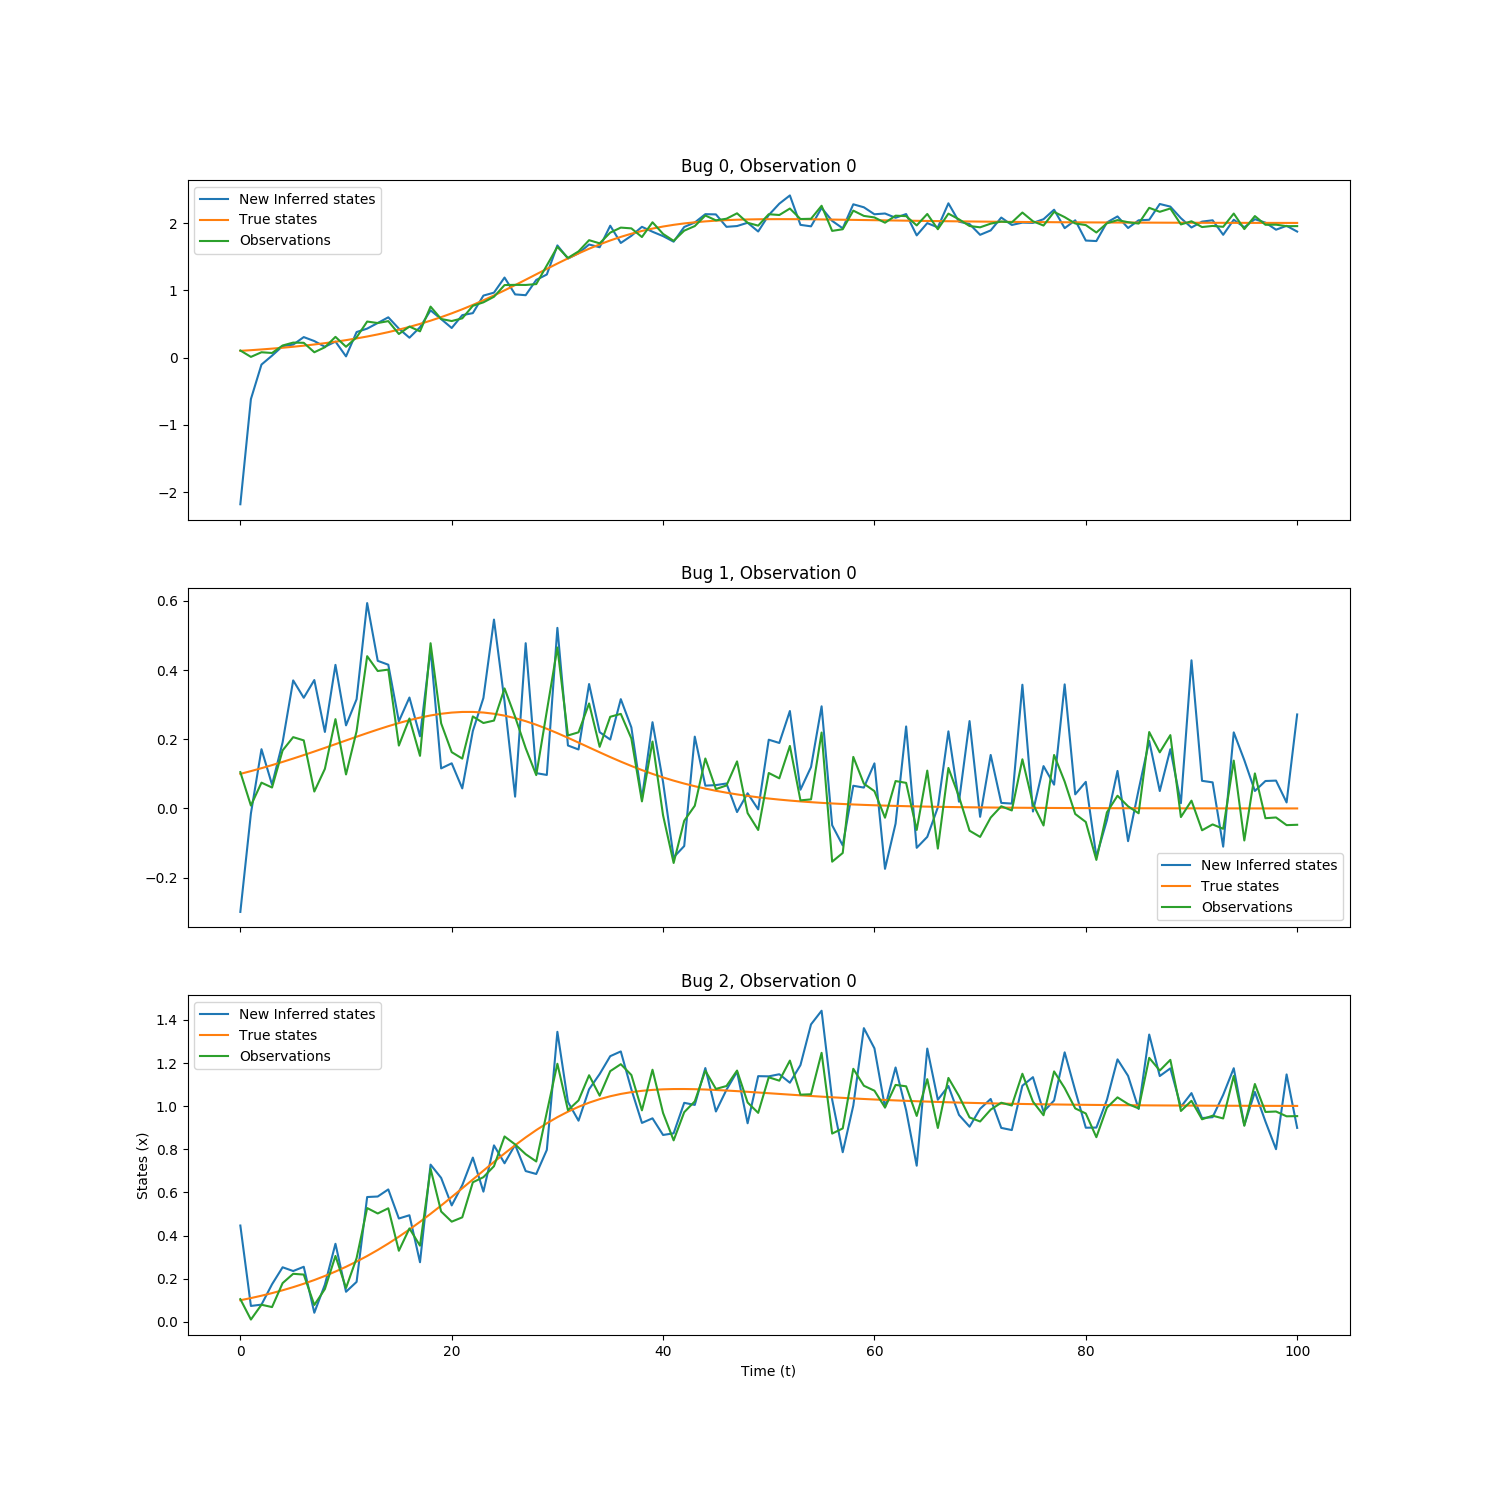 Bug 0, Observation 0
New Inferred states
True states
Observations
2
1
0
−1
−2
Bug 1, Observation 0
0.6
0.4
0.2
0.0
−0.2
New Inferred states
True states
Observations
Bug 2, Observation 0
New Inferred states
True states
Observations
1.4
1.2
1.0
0.8
0.6
0.4
0.2
0.0
States (x)
0 20 40 60 80 100
Time (t)